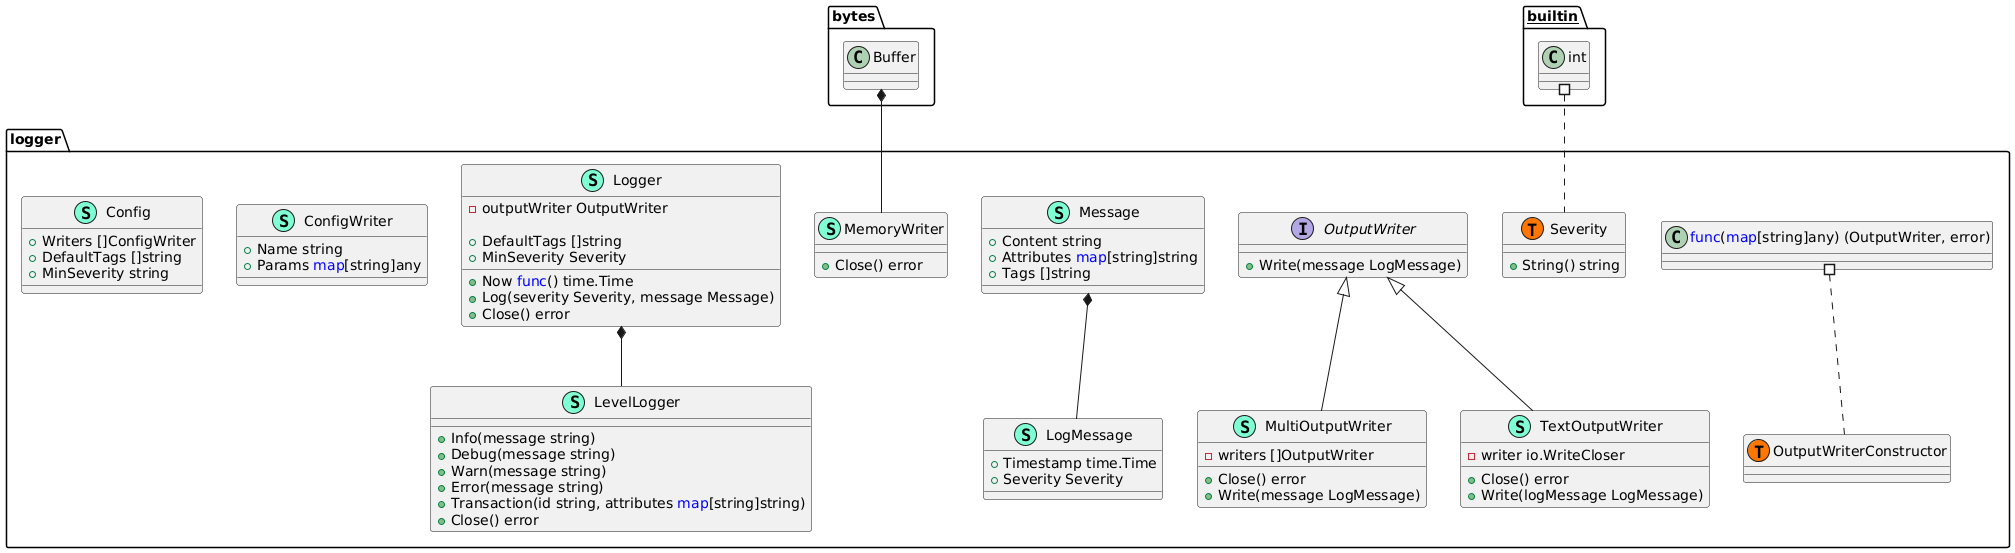 bytes
C Buffer
builtin
C int
logger
S Config
Writers []ConfigWriter
DefaultTags []string
MinSeverity string
S ConfigWriter
Name string
Params map[string]any
S Logger
outputWriter OutputWriter
DefaultTags []string
MinSeverity Severity
Now func() time.Time
Log(severity Severity, message Message)
Close() error
S MemoryWriter
Close() error
S Message
Content string
Attributes map[string]string
Tags []string
I OutputWriter
Write(message LogMessage)
T Severity
String() string
C func(map[string]any) (OutputWriter, error)
S LevelLogger
Info(message string)
Debug(message string)
Warn(message string)
Error(message string)
Transaction(id string, attributes map[string]string)
Close() error
S LogMessage
Timestamp time.Time
Severity Severity
S MultiOutputWriter
writers []OutputWriter
Close() error
Write(message LogMessage)
S TextOutputWriter
writer io.WriteCloser
Close() error
Write(logMessage LogMessage)
T OutputWriterConstructor